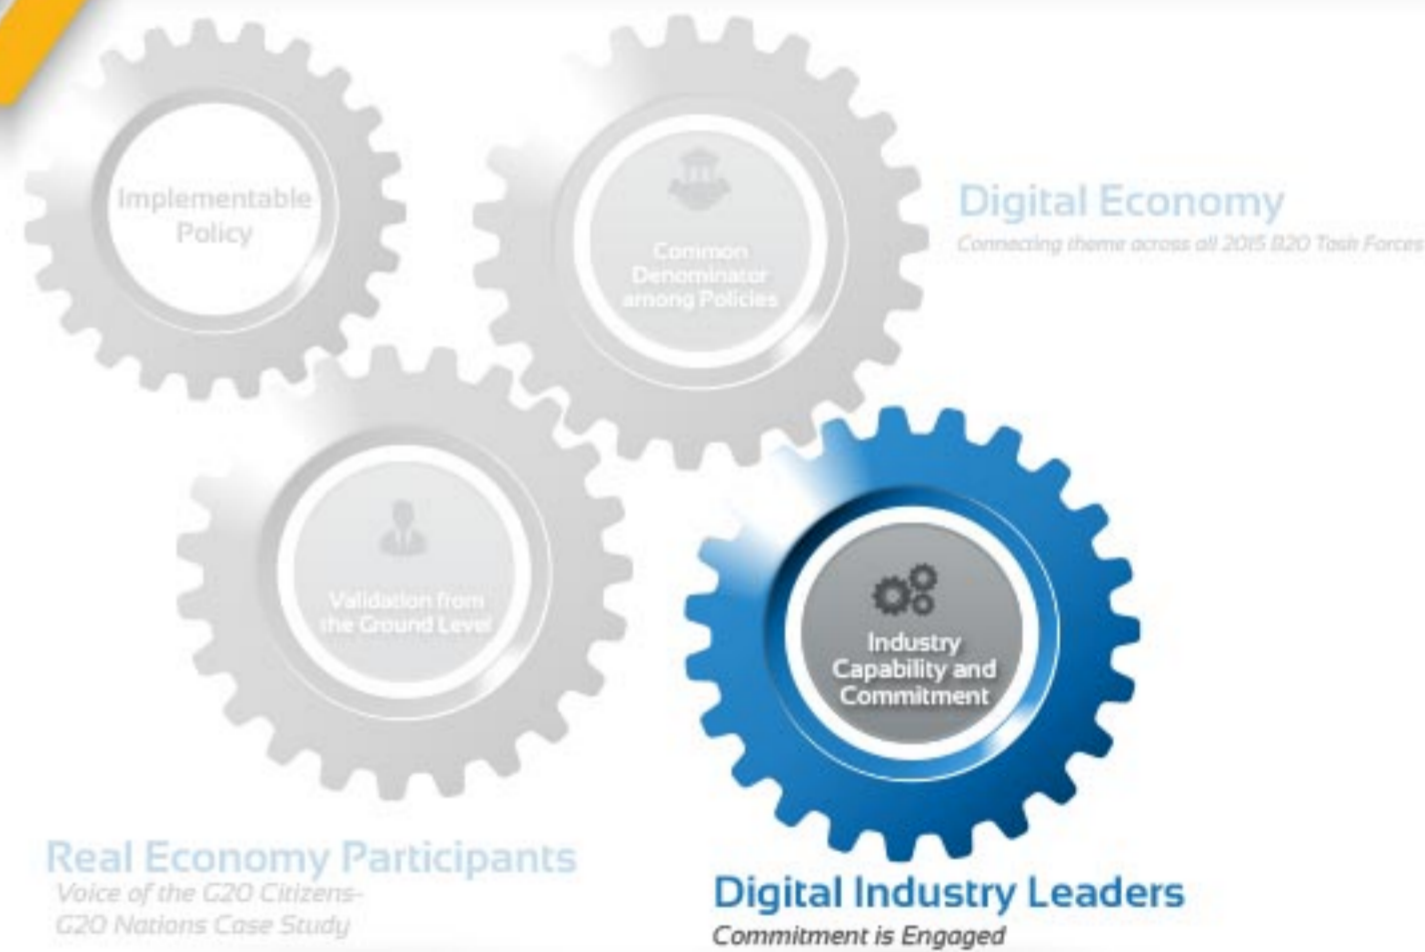 Implementable
Policy
Common
Denominator
among Policies
Digital Economy
Connecting theme across all 2015 B20 Task Forces
Validation from
the Ground Level
Industry
Capability and
Commitment
Real Economy Participants
Voice of the G20 Citizens-
G20 Nations Case Study
Digital Industry Leaders
Commitment is Engaged